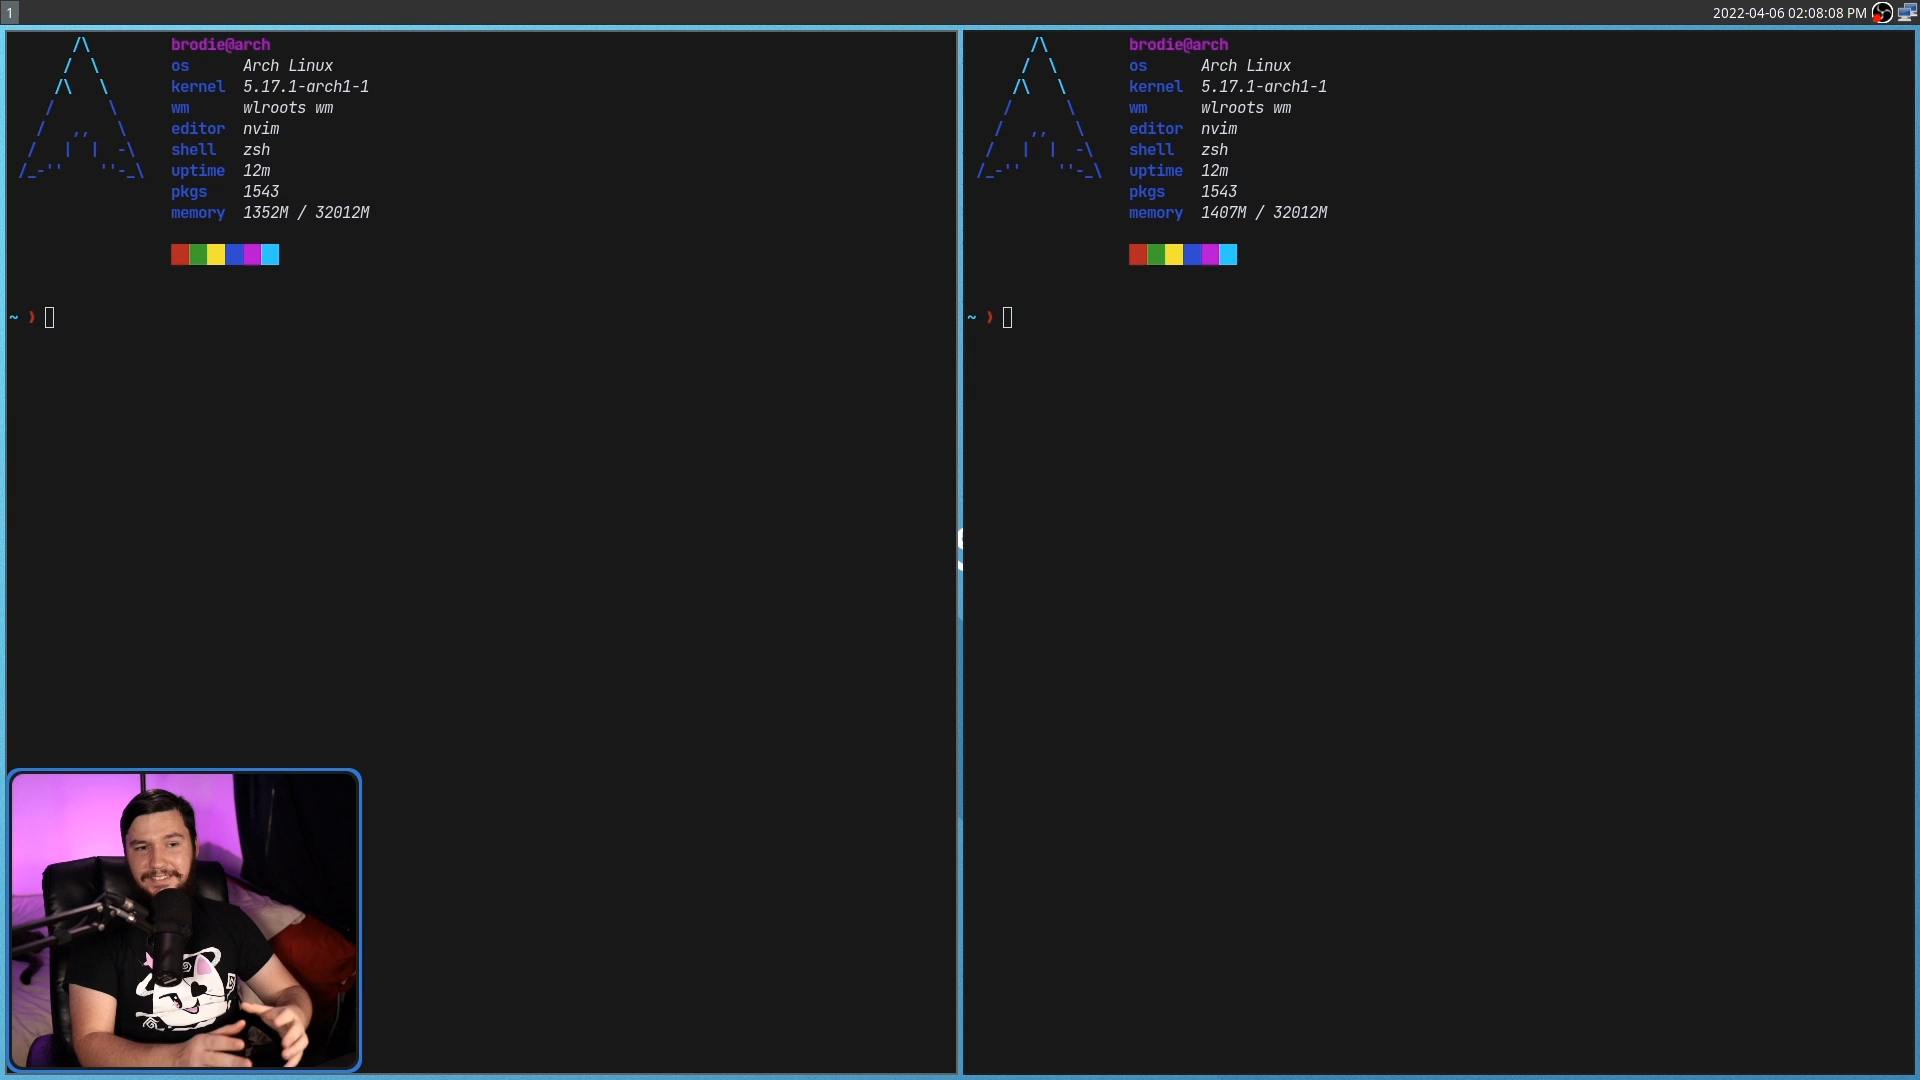 1
2022-04-06 02:08:08 PM
brodie@arch
os Arch Linux
kernel 5.17.1-arch1-1
wm wlroots wm
editor nvim
shell zsh
uptime 12m
pkgs 1543
memory 1352M / 32012M
~ ❩
brodie@arch
os Arch Linux
kernel 5.17.1-arch1-1
wm wlroots wm
editor nvim
shell zsh
uptime 12m
pkgs 1543
memory 1407M / 32012M
~ ❩